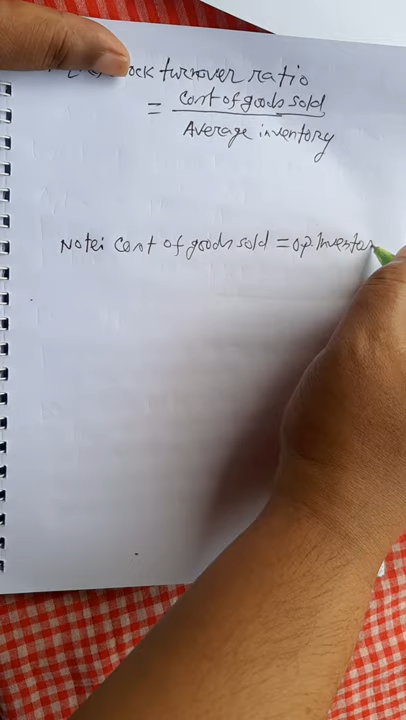 ock turnover ratio
= cost of goods sold
Average inventory
Note: Cost of goods sold = op. Inventor